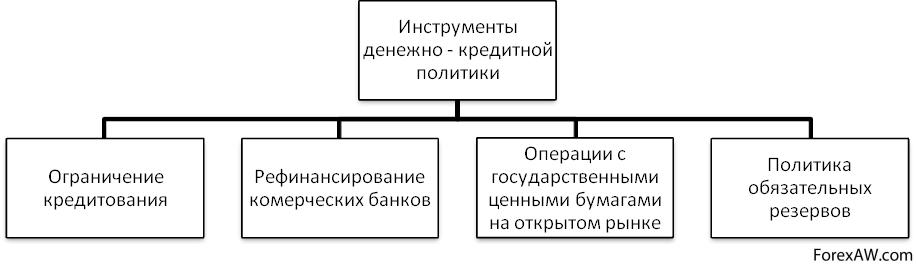 Инструменты
денежно - кредитной
политики
Ограничение
кредитования
Рефинансирование
комерческих банков
Операции с
государственными
ценными бумагами
на открытом рынке
Политика
обязательных
резервов
ForexAW.com